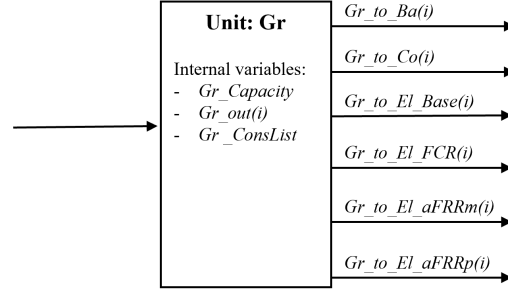 Unit: Gr
Internal variables:
- Gr_Capacity
- Gr_out(i)
- Gr _ConsList
Gr_to_Ba(i)
Gr_to_Co(i)
Gr_to_El_Base(i)
Gr_to_El_FCR(i)
Gr_to_El_aFRRm(i)
Gr_to_El_aFRRp(i)